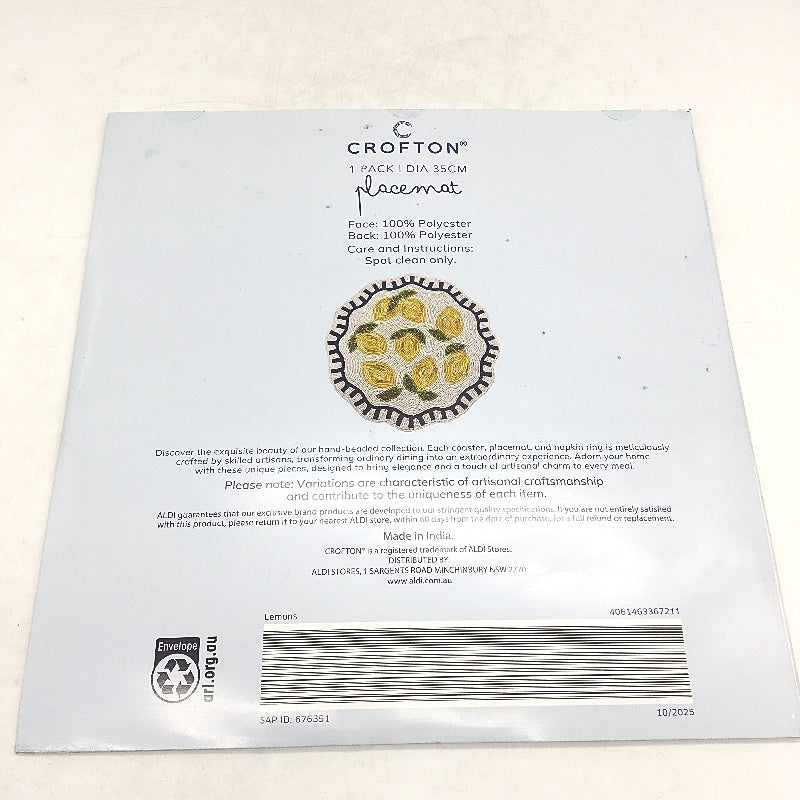 CROFTON®
1 PACK | DIA 35CM
placemat
Face: 100% Polyester
Back: 100% Polyester
Care and Instructions:
Spot clean only.
Discover the exquisite beauty of our hand-beaded collection. Each coaster, placemat, and napkin ring is meticulously
crafted by skilled artisans, transforming ordinary dining into an extraordinary experience. Adorn your home
with these unique pieces, designed to bring elegance and a touch of artisanal charm to every meal.
Please note: Variations are characteristic of artisanal craftsmanship
and contribute to the uniqueness of each item.
ALDI guarantees that our exclusive brand products are developed to our stringent quality specifications. If you are not entirely satisfied
with this product, please return it to your nearest ALDI store, within 60 days from the date of purchase, for a full refund or replacement.
Made in India.
CROFTON® is a registered trademark of ALDI Stores.
DISTRIBUTED BY:
ALDI STORES, 1 SARGENTS ROAD MINCHINBURY NSW 2770
www.aldi.com.au
Lemons
4061463367211
Envelope
arl.org.au
SAP ID: 676351
10/2025